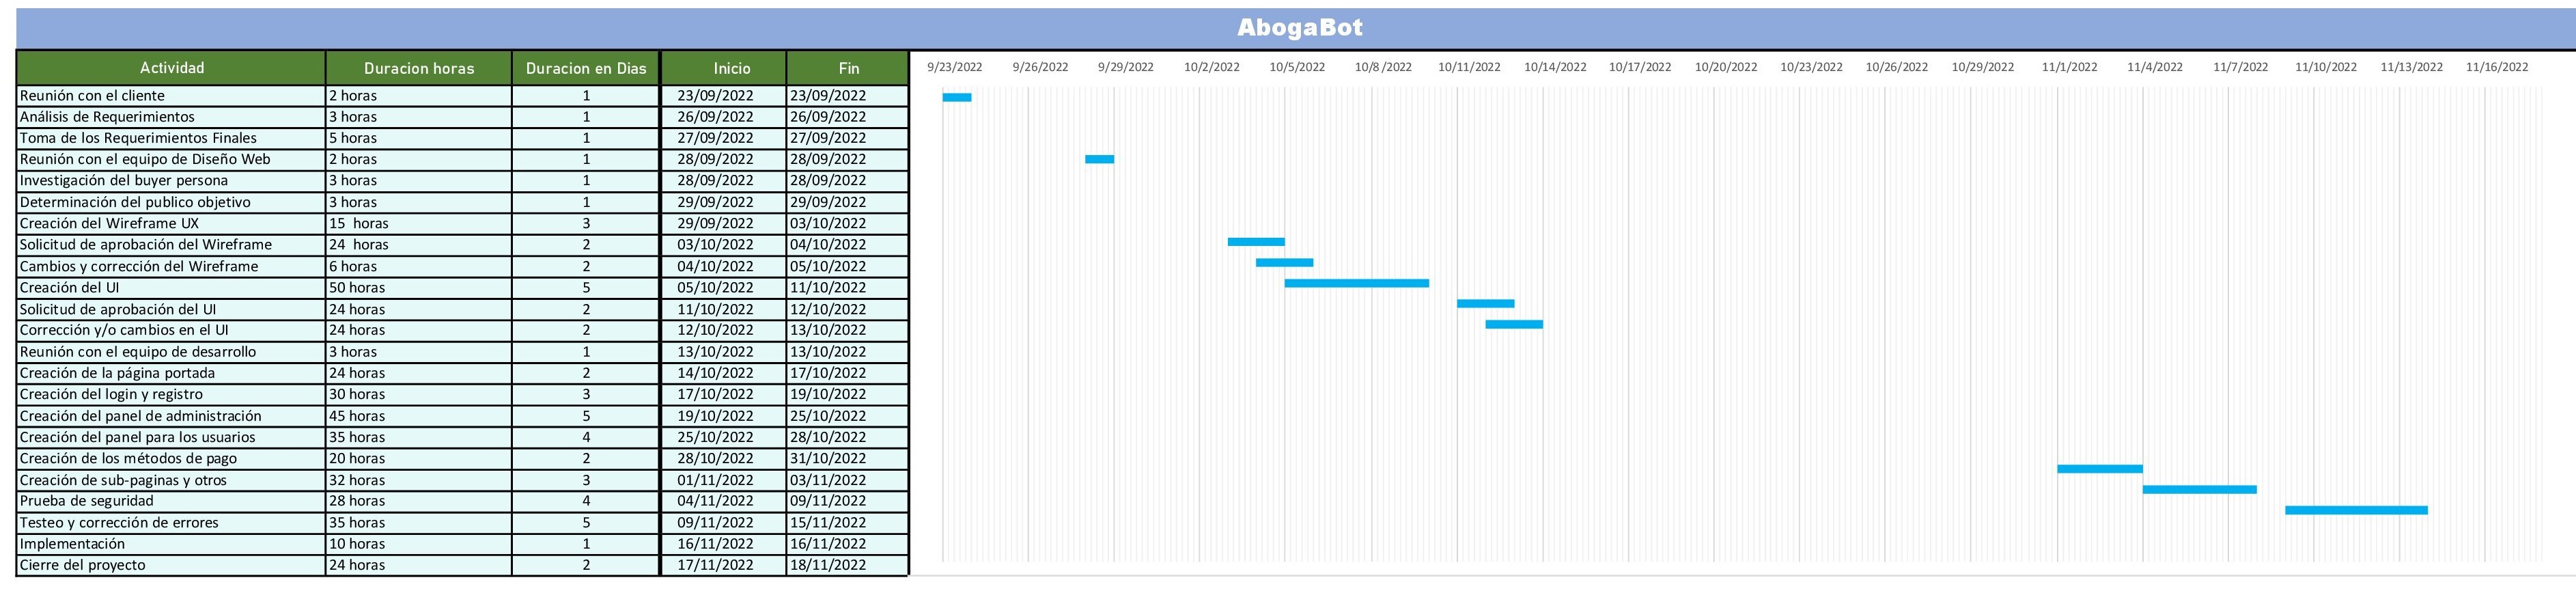 AbogaBot
Actividad Duracion horas Duracion en Dias Inicio Fin 9/23/2022 9/26/2022 9/29/2022 10/2/2022 10/5/2022 10/8/2022 10/11/2022 10/14/2022 10/17/2022 10/20/2022 10/23/2022 10/26/2022 10/29/2022 11/1/2022 11/4/2022 11/7/2022 11/10/2022 11/13/2022 11/16/2022
Reunión con el cliente 2 horas 1 23/09/2022 23/09/2022
Análisis de Requerimientos 3 horas 1 26/09/2022 26/09/2022
Toma de los Requerimientos Finales 5 horas 1 27/09/2022 27/09/2022
Reunión con el equipo de Diseño Web 2 horas 1 28/09/2022 28/09/2022
Investigación del buyer persona 3 horas 1 28/09/2022 28/09/2022
Determinación del publico objetivo 3 horas 1 29/09/2022 29/09/2022
Creación del Wireframe UX 15 horas 3 29/09/2022 03/10/2022
Solicitud de aprobación del Wireframe 24 horas 2 03/10/2022 04/10/2022
Cambios y corrección del Wireframe 6 horas 2 04/10/2022 05/10/2022
Creación del UI 50 horas 5 05/10/2022 11/10/2022
Solicitud de aprobación del UI 24 horas 2 11/10/2022 12/10/2022
Corrección y/o cambios en el UI 24 horas 2 12/10/2022 13/10/2022
Reunión con el equipo de desarrollo 3 horas 1 13/10/2022 13/10/2022
Creación de la página portada 24 horas 2 14/10/2022 17/10/2022
Creación del login y registro 30 horas 3 17/10/2022 19/10/2022
Creación del panel de administración 45 horas 5 19/10/2022 25/10/2022
Creación del panel para los usuarios 35 horas 4 25/10/2022 28/10/2022
Creación de los métodos de pago 20 horas 2 28/10/2022 31/10/2022
Creación de sub-paginas y otros 32 horas 3 01/11/2022 03/11/2022
Prueba de seguridad 28 horas 4 04/11/2022 09/11/2022
Testeo y corrección de errores 35 horas 5 09/11/2022 15/11/2022
Implementación 10 horas 1 16/11/2022 16/11/2022
Cierre del proyecto 24 horas 2 17/11/2022 18/11/2022